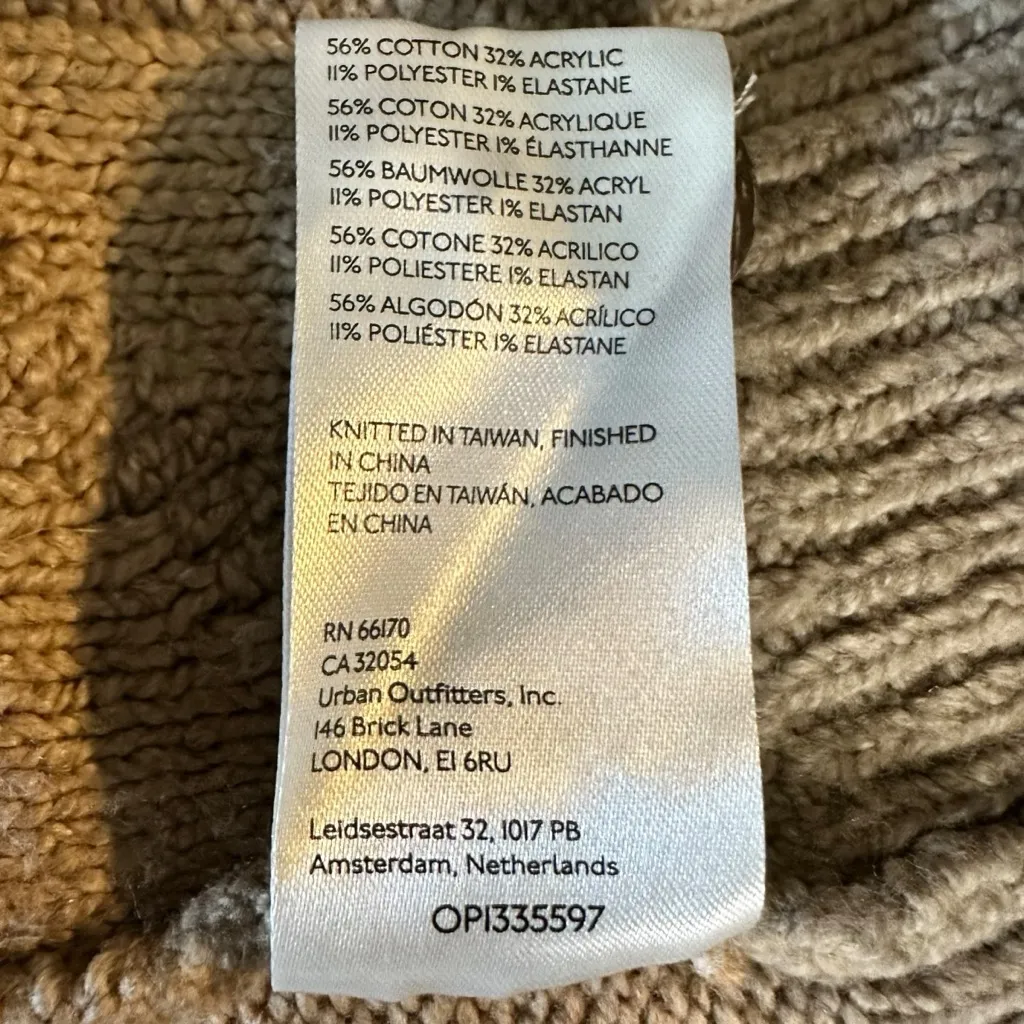 56% COTTON 32% ACRYLIC
11% POLYESTER 1% ELASTANE
56% COTON 32% ACRYLIQUE
11% POLYESTER 1% ÉLASTHANNE
56% BAUMWOLLE 32% ACRYL
11% POLYESTER 1% ELASTAN
56% COTONE 32% ACRILICO
11% POLIESTERE 1% ELASTAN
56% ALGODÓN 32% ACRÍLICO
11% POLIÉSTER 1% ELASTANE
KNITTED IN TAIWAN, FINISHED
IN CHINA
TEJIDO EN TAIWÁN, ACABADO
EN CHINA
RN 66170
CA 32054
Urban Outfitters, Inc.
146 Brick Lane
LONDON, E1 6RU
Leidsestraat 32, 1017 PB
Amsterdam, Netherlands
OP1335597